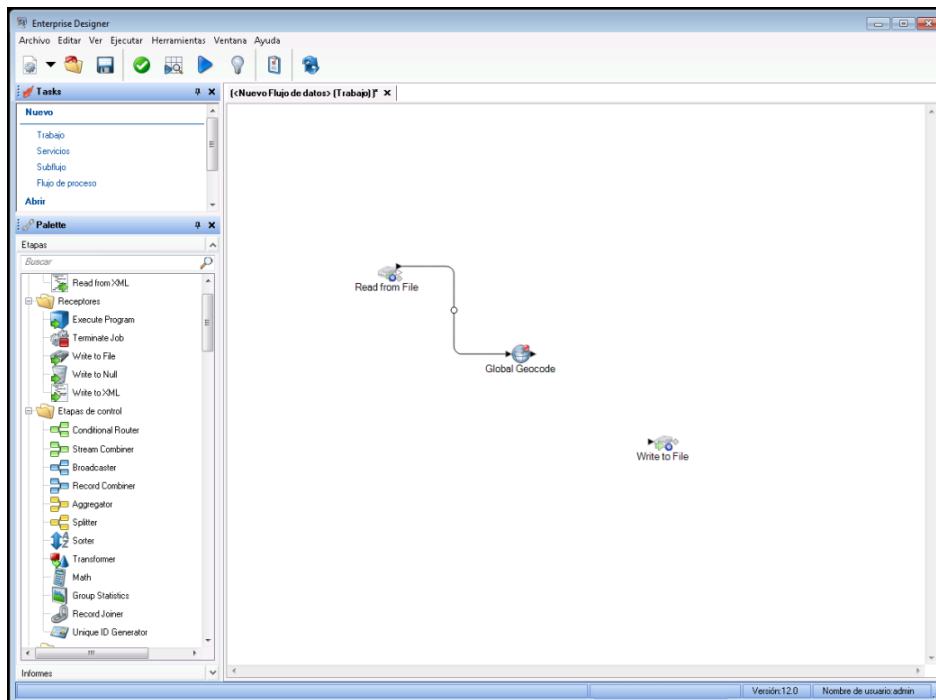 Enterprise Designer
Archivo Editar Ver Ejecutar Herramientas Ventana Ayuda
Tasks
(<Nuevo Flujo de datos> (Trabajo))*
Nuevo
Trabajo
Servicios
Subflujo
Flujo de proceso
Abrir
Palette
Etapas
Buscar
Read from XML
Receptores
Execute Program
Terminate Job
Write to File
Write to Null
Write to XML
Etapas de control
Conditional Router
Stream Combiner
Broadcaster
Record Combiner
Aggregator
Splitter
Sorter
Transformer
Math
Group Statistics
Record Joiner
Unique ID Generator
Informes
Read from File
Global Geocode
Write to File
Versión:12.0 Nombre de usuario:admin